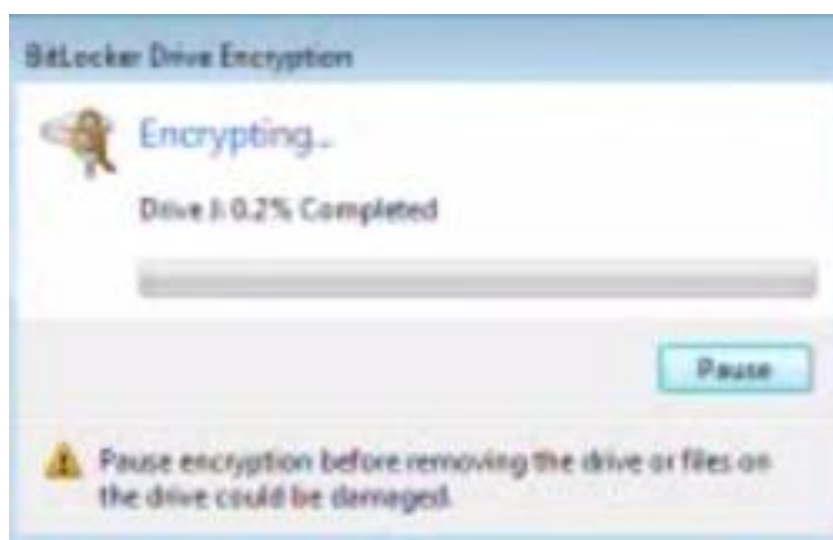 BitLocker Drive Encryption
Encrypting...
Drive J: 0.2% Completed
Pause
Pause encryption before removing the drive or files on
the drive could be damaged.